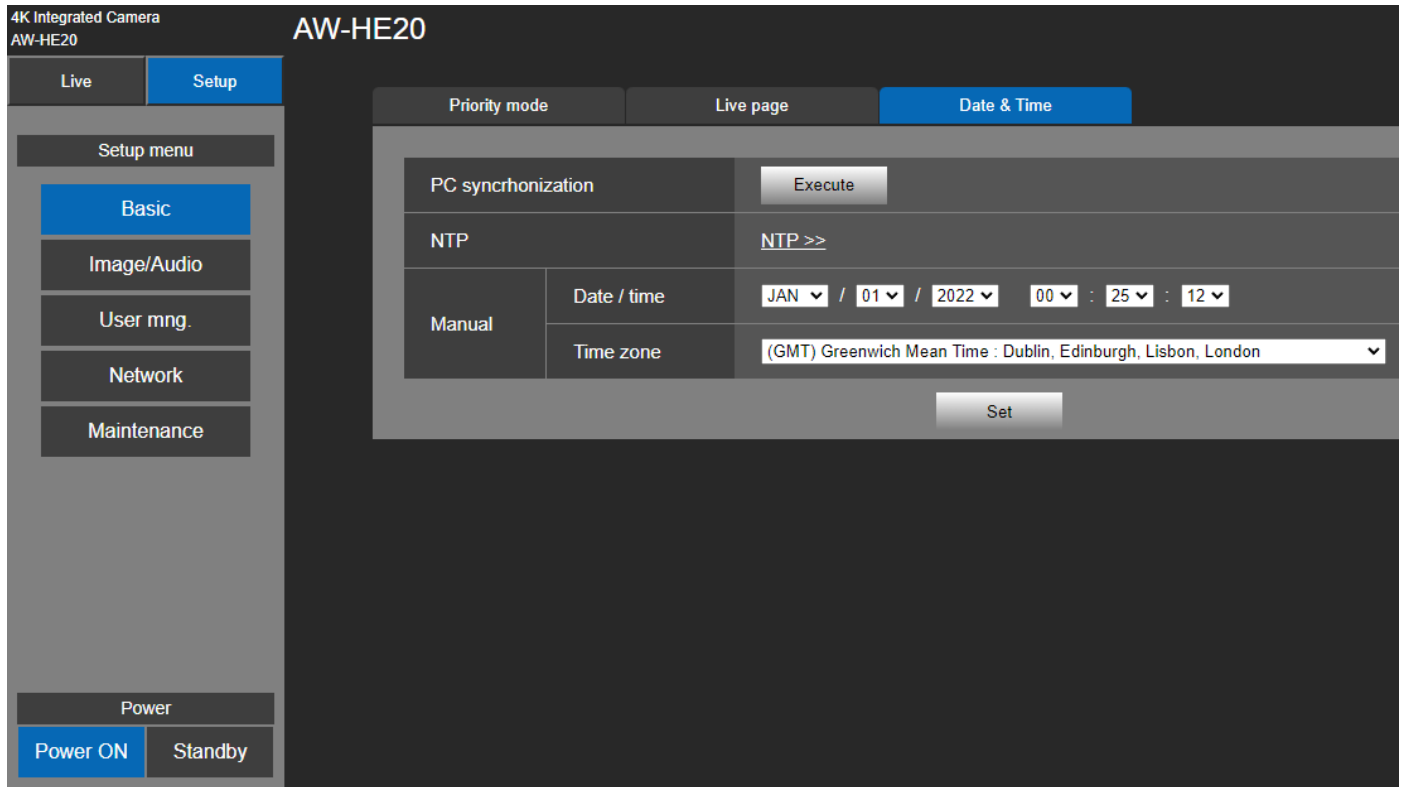 4K Integrated Camera
AW-HE20
AW-HE20
Live Setup
Priority mode Live page Date & Time
Setup menu
Basic
Image/Audio
User mng.
Network
Maintenance
PC syncrhonization Execute
NTP NTP >>
Manual
Date / time JAN / 01 / 2022 00 : 25 : 12
Time zone (GMT) Greenwich Mean Time : Dublin, Edinburgh, Lisbon, London
Set
Power
Power ON Standby